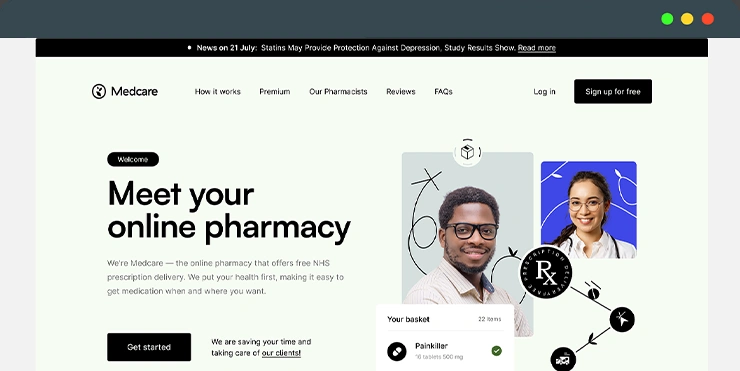 News on 21 July: Statins May Provide Protection Against Depression, Study Results Show. Read more
Medcare
How it works
Premium
Our Pharmacists
Reviews
FAQs
Log in
Sign up for free
Welcome
Meet your
online pharmacy
We're Medcare — the online pharmacy that offers free NHS
prescription delivery. We put your health first, making it easy to
get medication when and where you want.
Get started
We are saving your time and
taking care of our clients!
PRESCRIPTION DELIVERY
Rx
Your basket
22 items
Painkiller
16 tablets 500 mg